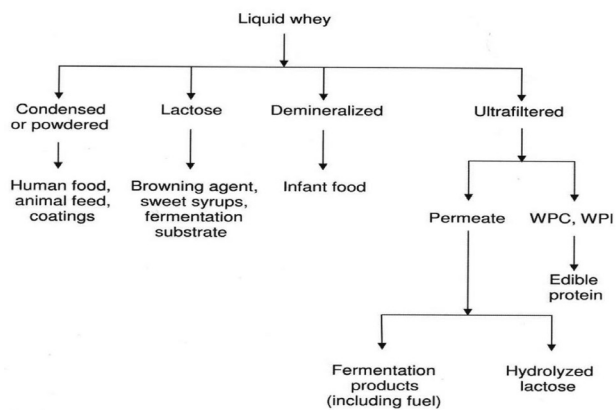 Liquid whey
Condensed
or powdered
Lactose
Demineralized
Ultrafiltered
Human food,
animal feed,
coatings
Browning agent,
sweet syrups,
fermentation
substrate
Infant food
Permeate
WPC, WPI
Edible
protein
Fermentation
products
(including fuel)
Hydrolyzed
lactose